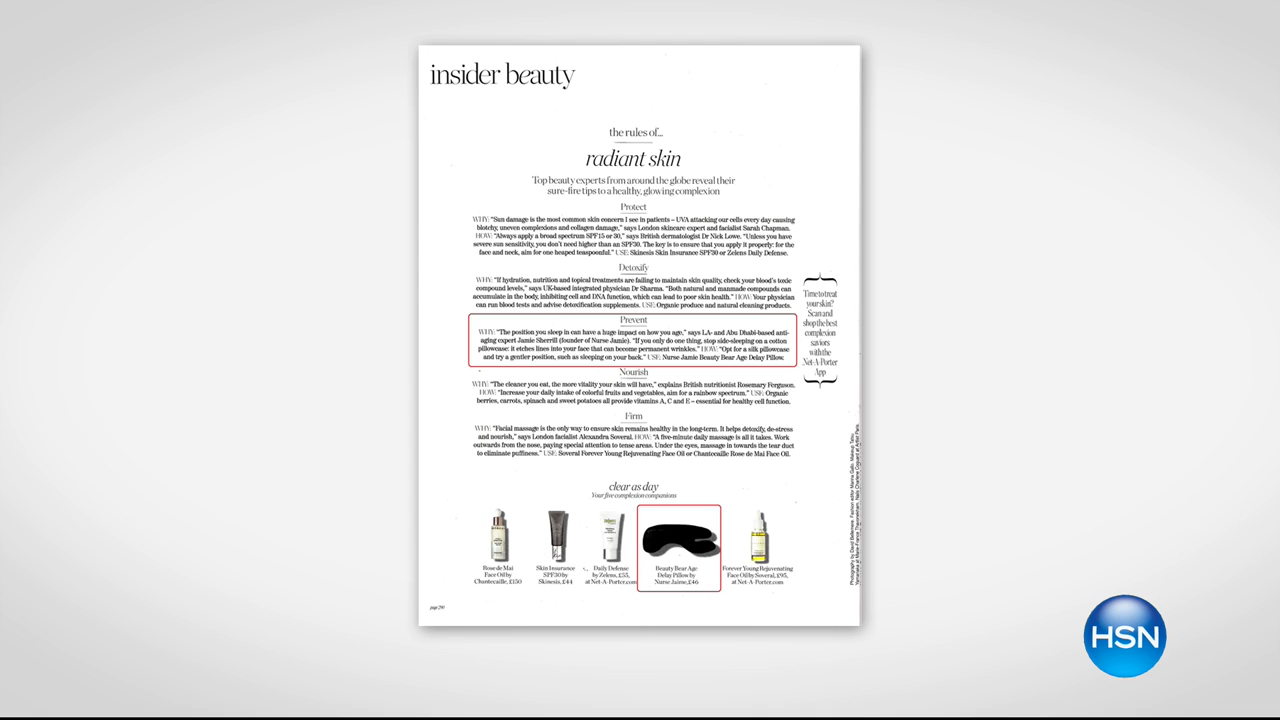 insider beauty
the rules of...
radiant skin
Top beauty experts from around the globe reveal their
sure-fire tips to a healthy, glowing complexion
Protect
WHY: “Sun damage is the most common skin concern I see in patients – UVA attacking our cells every day causing
blotchy, uneven complexions and collagen damage,” says London skincare expert and facialist Sarah Chapman.
HOW: “Always apply a broad spectrum SPF15 or 30,” says British dermatologist Dr Nick Lowe. “Unless you have
severe sun sensitivity, you don't need higher than an SPF30. The key is to ensure that you apply it properly: for the
face and neck, aim for one heaped teaspoonful.” USE: Skinesis Skin Insurance SPF30 or Zelens Daily Defense.
Detoxify
WHY: “If hydration, nutrition and topical treatments are failing to maintain skin quality, check your blood's toxic
compound levels,” says UK-based integrated physician Dr Sharma. “Both natural and manmade compounds can
accumulate in the body, inhibiting cell and DNA function, which can lead to poor skin health.” HOW: Your physician
can run blood tests and advise detoxification supplements. USE: Organic produce and natural cleaning products.
Prevent
WHY: “The position you sleep in can have a huge impact on how you age,” says LA- and Abu Dhabi-based anti-
aging expert Jamie Sherrill (founder of Nurse Jamie). “If you only do one thing, stop side-sleeping on a cotton
pillowcase: it etches lines into your face that can become permanent wrinkles.” HOW: “Opt for a silk pillowcase
and try a gentler position, such as sleeping on your back.” USE: Nurse Jamie Beauty Bear Age Delay Pillow.
Nourish
WHY: “The cleaner you eat, the more vitality your skin will have,” explains British nutritionist Rosemary Ferguson.
HOW: “Increase your daily intake of colorful fruits and vegetables, aim for a rainbow spectrum.” USE: Organic
berries, carrots, spinach and sweet potatoes all provide vitamins A, C and E – essential for healthy cell function.
Firm
WHY: “Facial massage is the only way to ensure skin remains healthy in the long-term. It helps detoxify, de-stress
and nourish,” says London facialist Alexandra Soveral. HOW: “A five-minute daily massage is all it takes. Work
outwards from the nose, paying special attention to tense areas. Under the eyes, massage in towards the tear duct
to eliminate puffiness.” USE: Soveral Forever Young Rejuvenating Face Oil or Chantecaille Rose de Mai Face Oil.
Time to treat
your skin?
Scan and
shop the best
complexion
saviors
with the
Net-A-Porter
App
clear as day
Your five complexion companions
Rose de Mai
Face Oil by
Chantecaille, £150
Skin Insurance
SPF30 by
Skinesis, £44
Daily Defense
by Zelens, £55,
at Net-A-Porter.com
Beauty Bear Age
Delay Pillow by
Nurse Jaime, £46
Forever Young Rejuvenating
Face Oil by Soveral, £95,
at Net-A-Porter.com
Photography by David Bellemere. Fashion editor
HSN